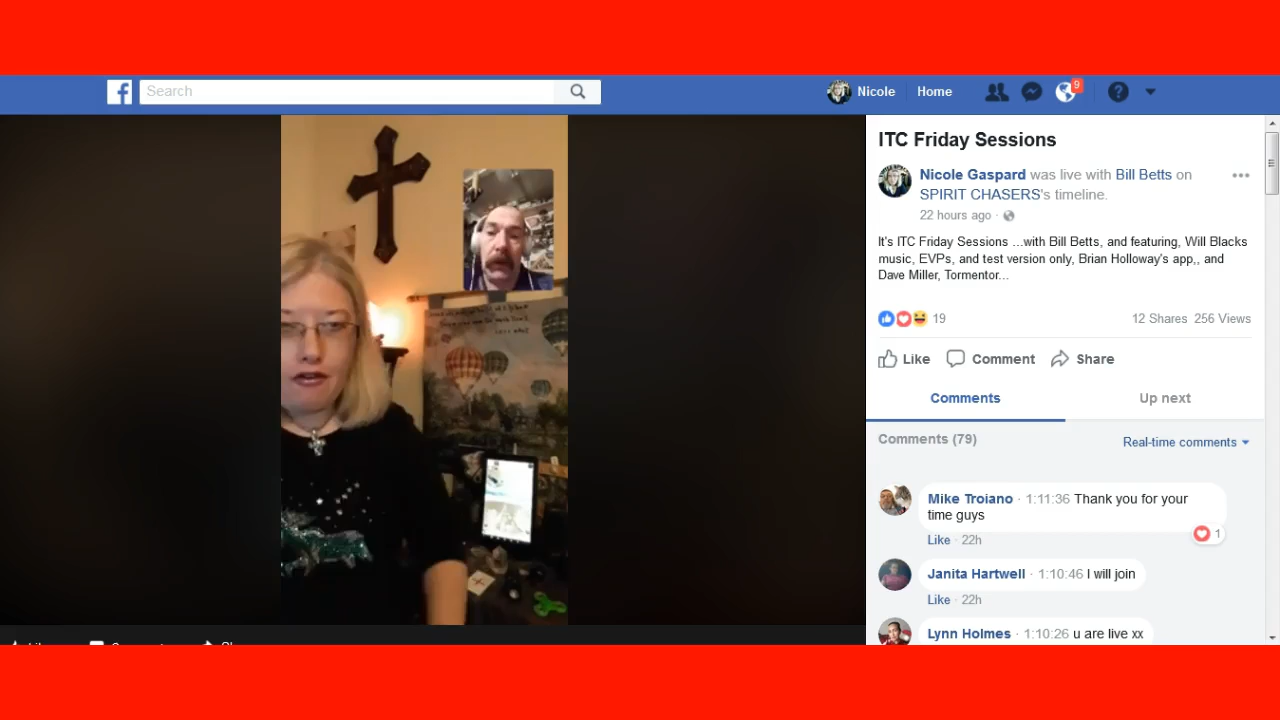 f
Search
Nicole
Home
9
?
ITC Friday Sessions
Nicole Gaspard was live with Bill Betts on
SPIRIT CHASERS's timeline.
22 hours ago ·
It's ITC Friday Sessions ...with Bill Betts, and featuring, Will Blacks
music, EVPs, and test version only, Brian Holloway's app,, and
Dave Miller, Tormentor...
19
12 Shares 256 Views
Like Comment Share
Comments Up next
Comments (79)
Real-time comments
Mike Troiano · 1:11:36 Thank you for your
time guys
1
Like · 22h
Janita Hartwell · 1:10:46 I will join
Like · 22h
Lynn Holmes · 1:10:26 u are live xx